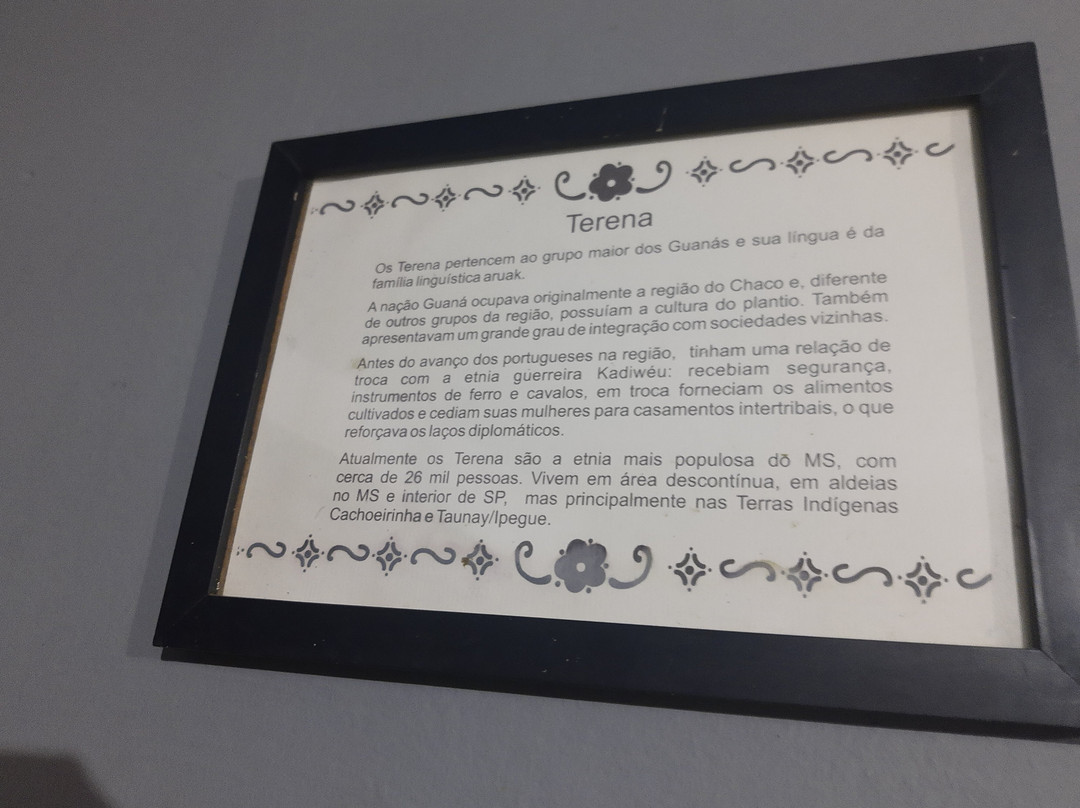 Terena
Os Terena pertencem ao grupo maior dos Guanás e sua língua é da
família linguística aruak.
A nação Guaná ocupava originalmente a região do Chaco e, diferente
de outros grupos da região, possuíam a cultura do plantio. Também
apresentavam um grande grau de integração com sociedades vizinhas.
Antes do avanço dos portugueses na região, tinham uma relação de
troca com a etnia guerreira Kadiwéu: recebiam segurança,
instrumentos de ferro e cavalos, em troca forneciam os alimentos
cultivados e cediam suas mulheres para casamentos intertribais, o que
reforçava os laços diplomáticos.
Atualmente os Terena são a etnia mais populosa do MS, com
cerca de 26 mil pessoas. Vivem em área descontínua, em aldeias
no MS e interior de SP, mas principalmente nas Terras Indígenas
Cachoeirinha e Taunay/Ipegue.